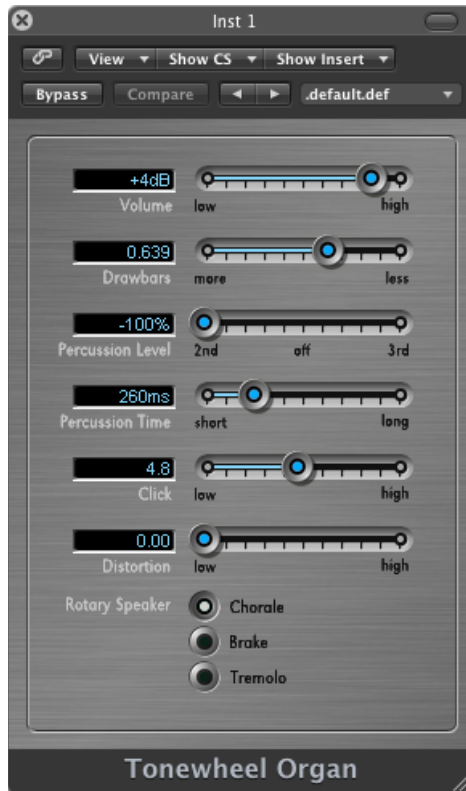 Inst 1
View Show CS Show Insert
Bypass Compare .default.def
+4dB
Volume low high
0.639
Drawbars more less
-100%
Percussion Level 2nd off 3rd
260ms
Percussion Time short long
4.8
Click low high
0.00
Distortion low high
Rotary Speaker Chorale
Brake
Tremolo
Tonewheel Organ